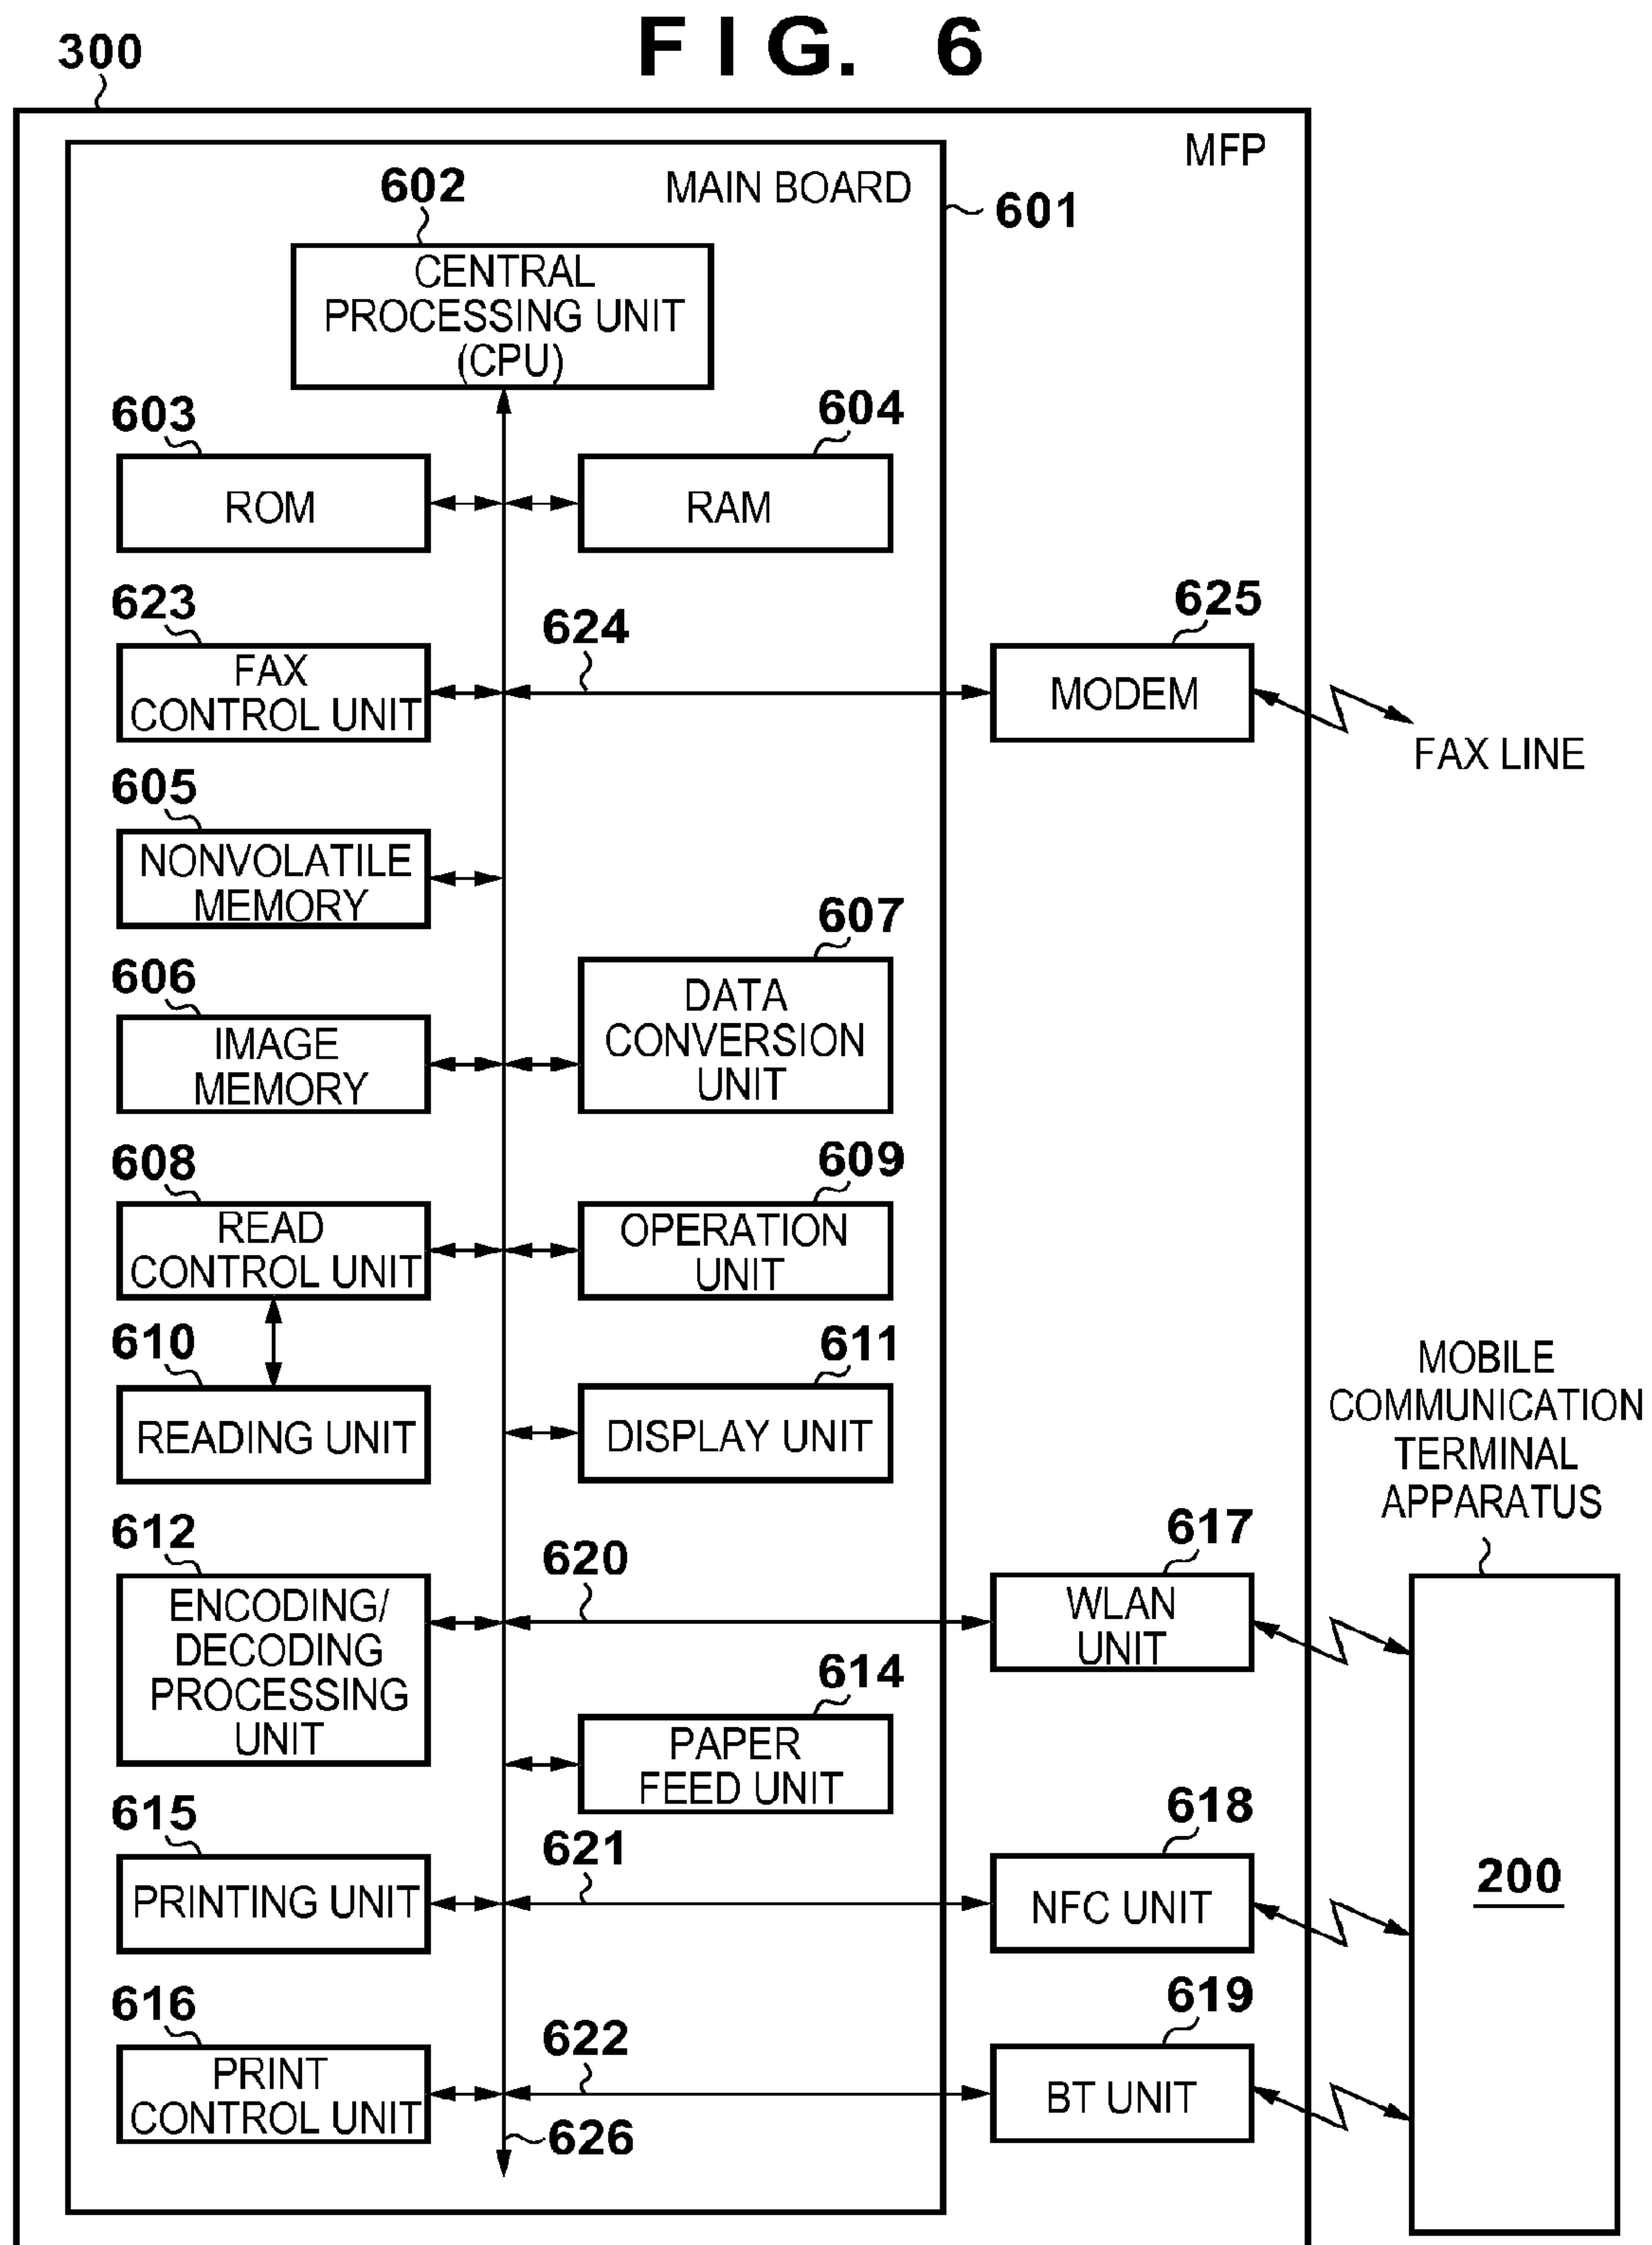 FIG. 6
300
MFP
MAIN BOARD
601
602
CENTRAL
PROCESSING UNIT
(CPU)
603
ROM
604
RAM
623
FAX
CONTROL UNIT
624
625
MODEM
FAX LINE
605
NONVOLATILE
MEMORY
606
IMAGE
MEMORY
607
DATA
CONVERSION
UNIT
608
READ
CONTROL UNIT
609
OPERATION
UNIT
610
READING UNIT
611
DISPLAY UNIT
MOBILE
COMMUNICATION
TERMINAL
APPARATUS
612
ENCODING/
DECODING
PROCESSING
UNIT
620
617
WLAN
UNIT
614
PAPER
FEED UNIT
615
PRINTING UNIT
621
618
NFC UNIT
200
616
PRINT
CONTROL UNIT
622
619
BT UNIT
626